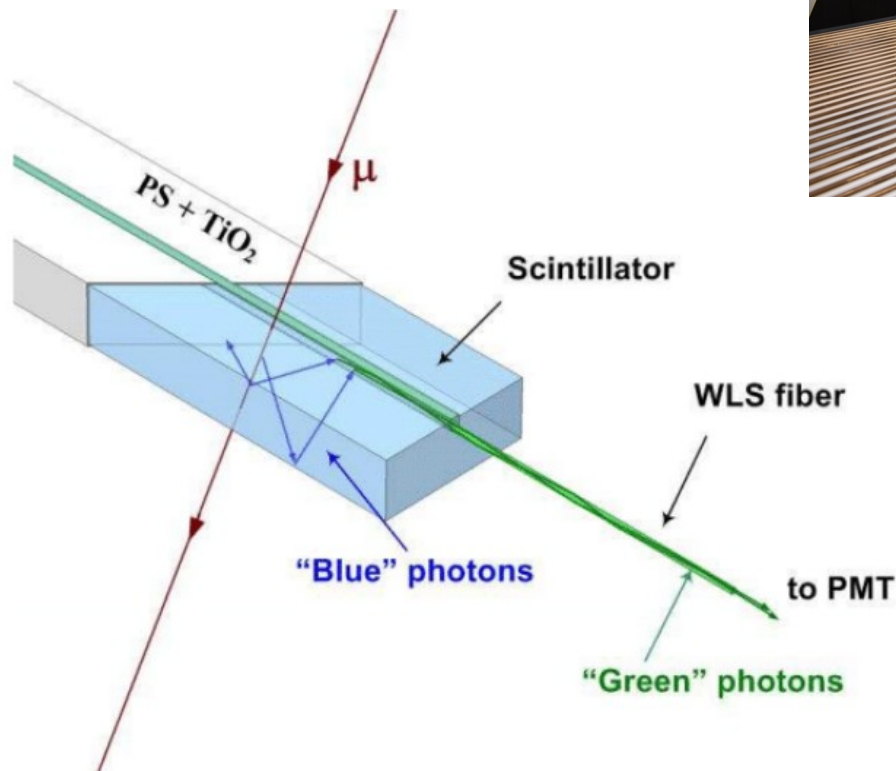 μ
PS + TiO₂
Scintillator
WLS fiber
“Blue” photons
to PMT
“Green” photons